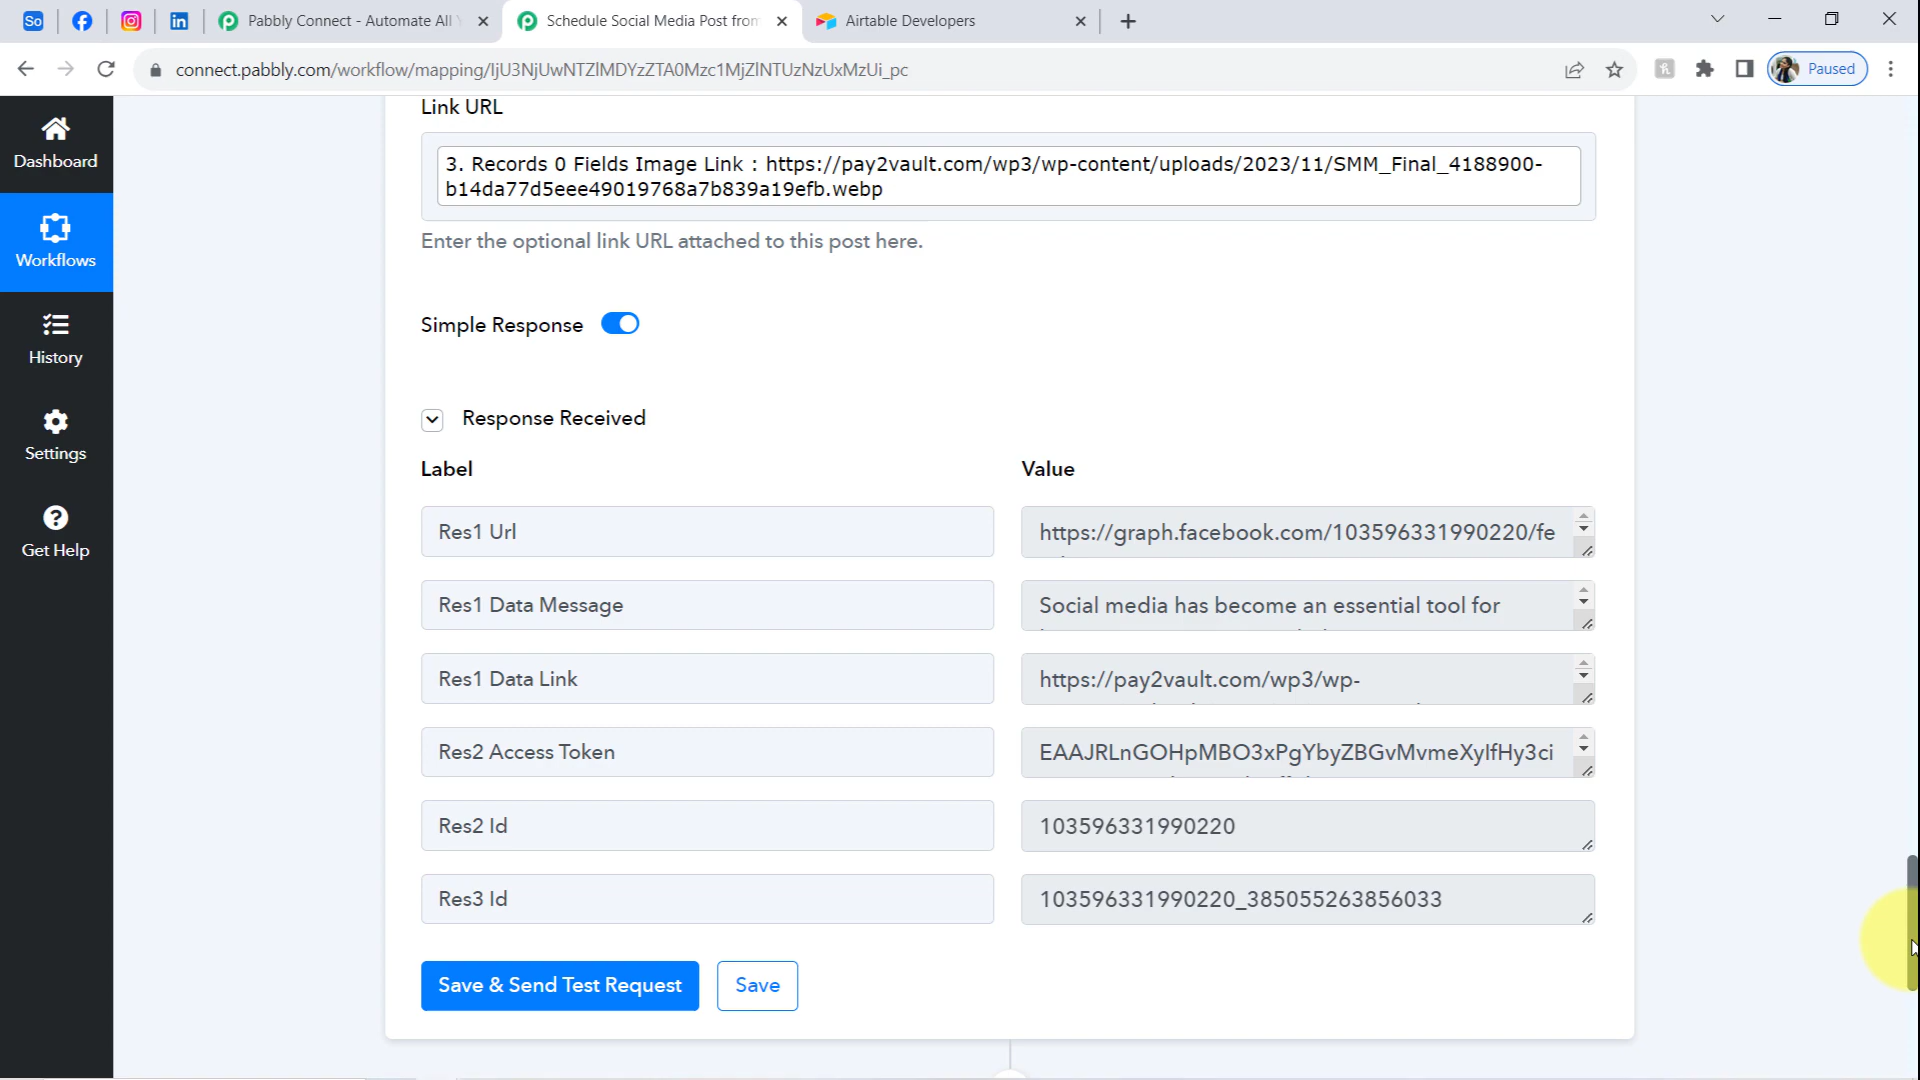 So
Pabbly Connect - Automate All
Schedule Social Media Post from
Airtable Developers
connect.pabbly.com/workflow/mapping/IjU3NjUwNTZlMDYzZTA0Mzc1MjZlNTUzNzUxMzUi_pc
Paused
Dashboard
Workflows
History
Settings
Get Help
Link URL
3. Records 0 Fields Image Link : https://pay2vault.com/wp3/wp-content/uploads/2023/11/SMM_Final_4188900-
b14da77d5eee49019768a7b839a19efb.webp
Enter the optional link URL attached to this post here.
Simple Response
Response Received
Label
Value
Res1 Url
https://graph.facebook.com/103596331990220/fe
Res1 Data Message
Social media has become an essential tool for
Res1 Data Link
https://pay2vault.com/wp3/wp-
Res2 Access Token
EAAJRLnGOHpMBO3xPgYbyZBGvMvmeXylfHy3ci
Res2 Id
103596331990220
Res3 Id
103596331990220_385055263856033
Save & Send Test Request
Save